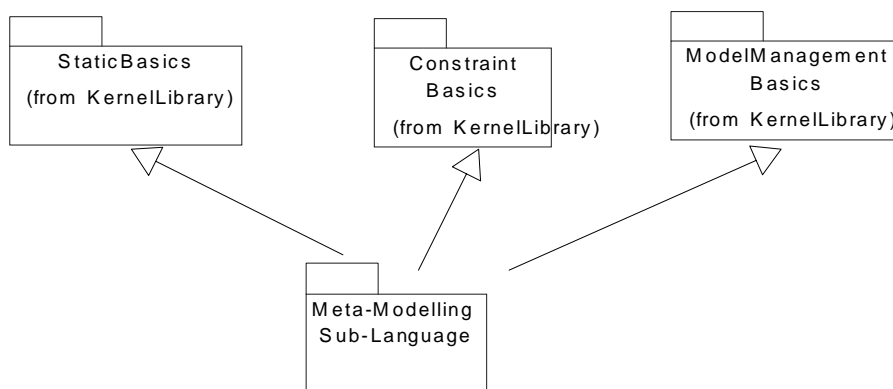 StaticBasics
(from KernelLibrary)
Constraint
Basics
(from KernelLibrary)
ModelManagement
Basics
(from KernelLibrary)
Meta-Modelling
Sub-Language